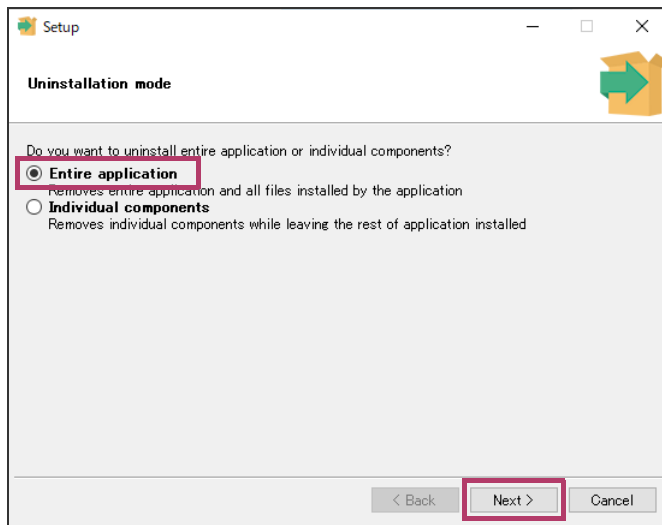 Setup
Uninstallation mode
Do you want to uninstall entire application or individual components?
Entire application
Removes entire application and all files installed by the application
Individual components
Removes individual components while leaving the rest of application installed
< Back
Next >
Cancel